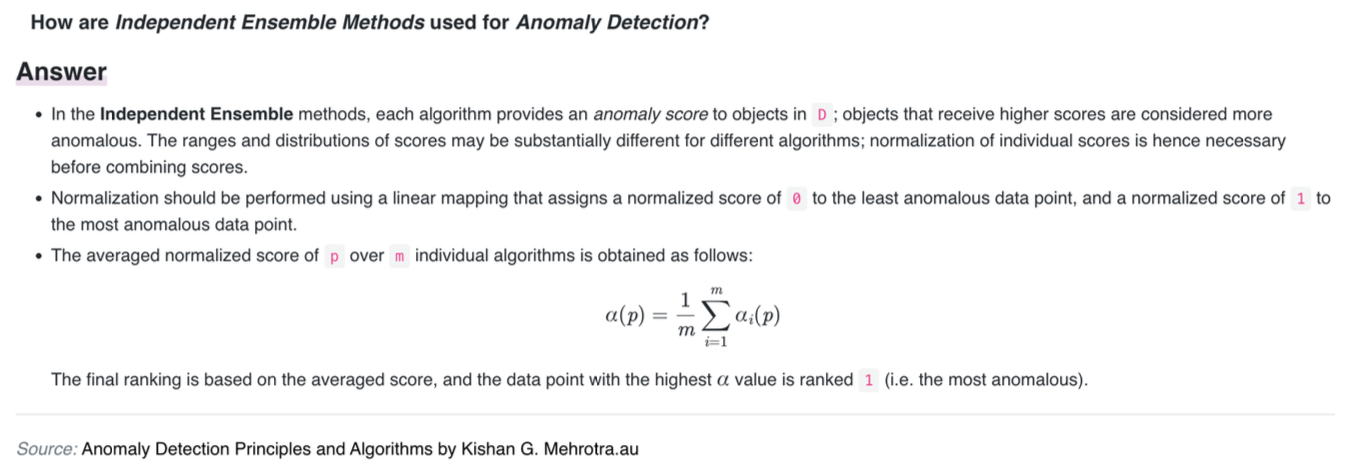 How are Independent Ensemble Methods used for Anomaly Detection?
Answer
• In the Independent Ensemble methods, each algorithm provides an anomaly score to objects in D ; objects that receive higher scores are considered more
anomalous. The ranges and distributions of scores may be substantially different for different algorithms; normalization of individual scores is hence necessary
before combining scores.
• Normalization should be performed using a linear mapping that assigns a normalized score of 0 to the least anomalous data point, and a normalized score of 1 to
the most anomalous data point.
• The averaged normalized score of p over m individual algorithms is obtained as follows:
α(p) = \frac{1}{m} \sum_{i=1}^{m} α_i(p)
The final ranking is based on the averaged score, and the data point with the highest α value is ranked 1 (i.e. the most anomalous).
Source: Anomaly Detection Principles and Algorithms by Kishan G. Mehrotra.au